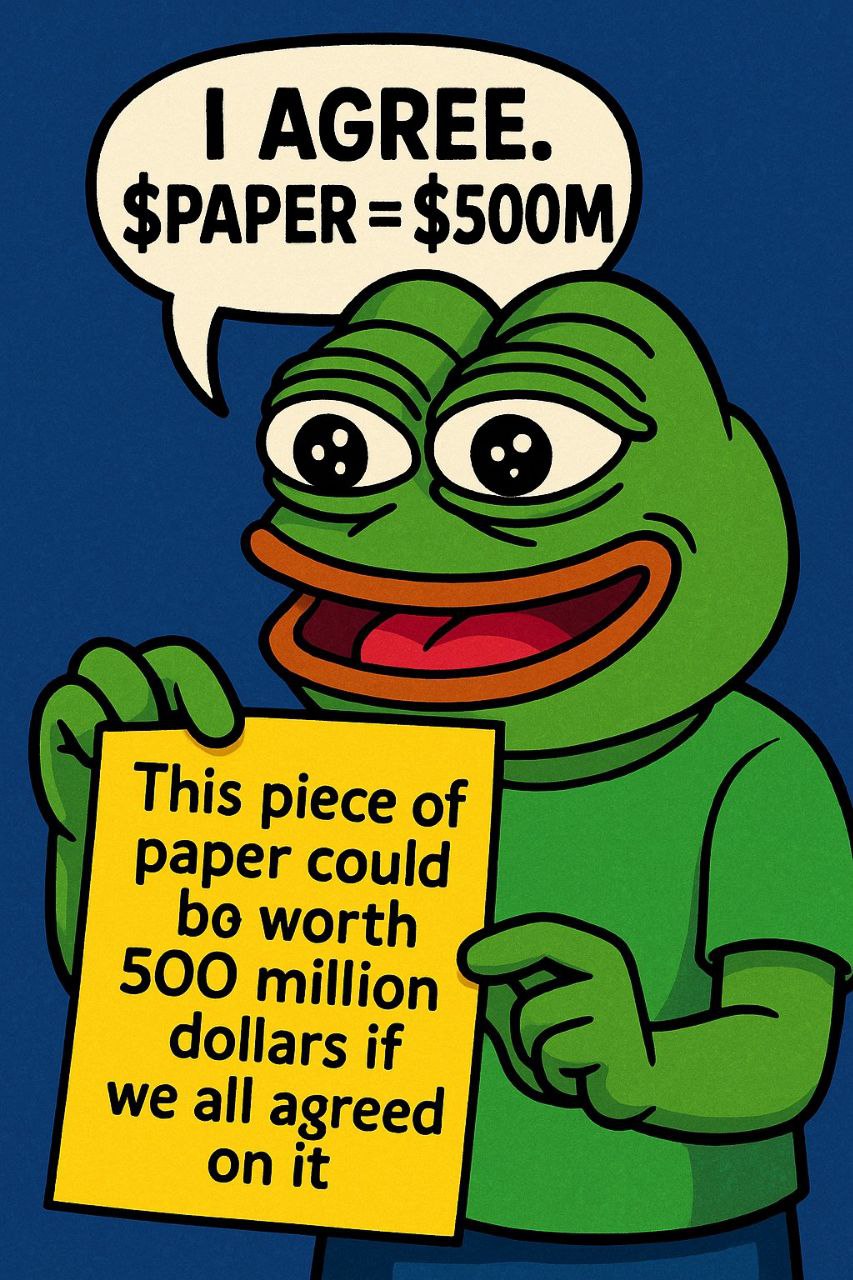 I AGREE.
$PAPER = $500M
This piece of
paper could
bo worth
500 million
dollars if
we all agreed
on it